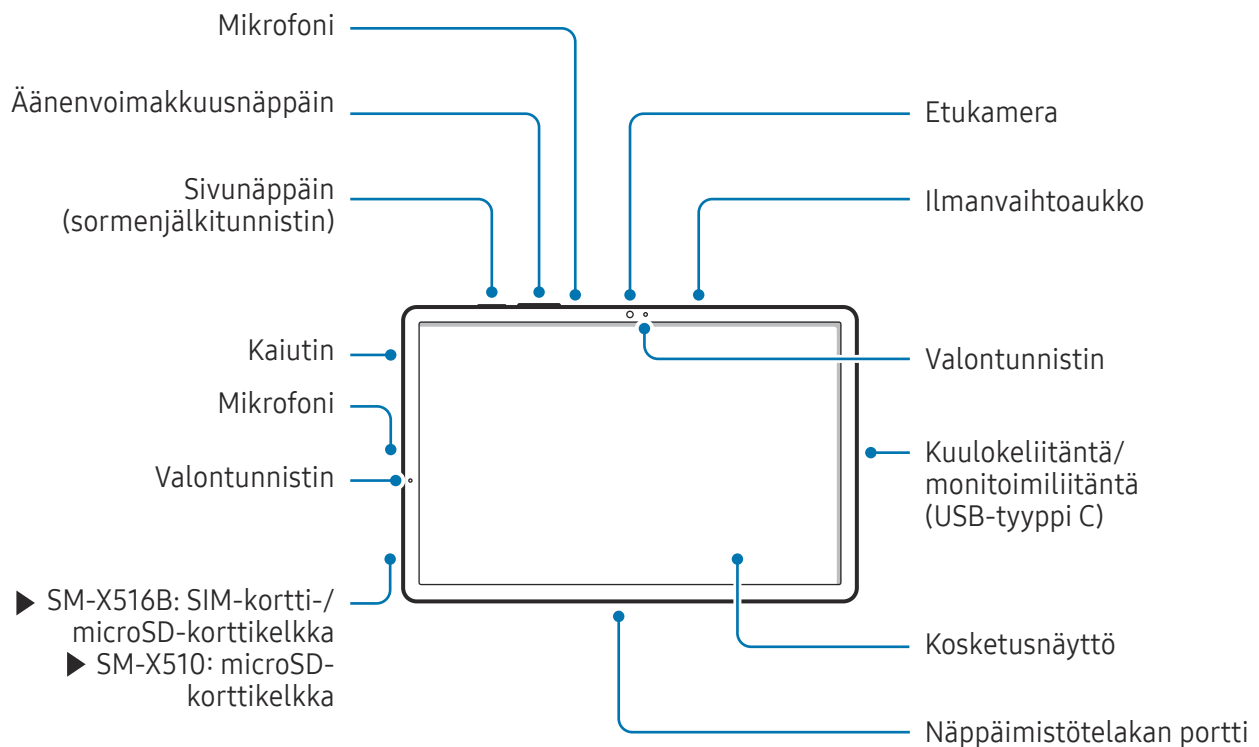 Mikrofoni
Äänenvoimakkuusnäppäin
Sivunäppäin
(sormenjälkitunnistin)
Kaiutin
Mikrofoni
Valontunnistin
▶ SM-X516B: SIM-kortti-/
microSD-korttikelkka
▶ SM-X510: microSD-
korttikelkka
Etukamera
Ilmanvaihtoaukko
Valontunnistin
Kuulokeliitäntä/
monitoimiliitäntä
(USB-tyyppi C)
Kosketusnäyttö
Näppäimistötelakan portti